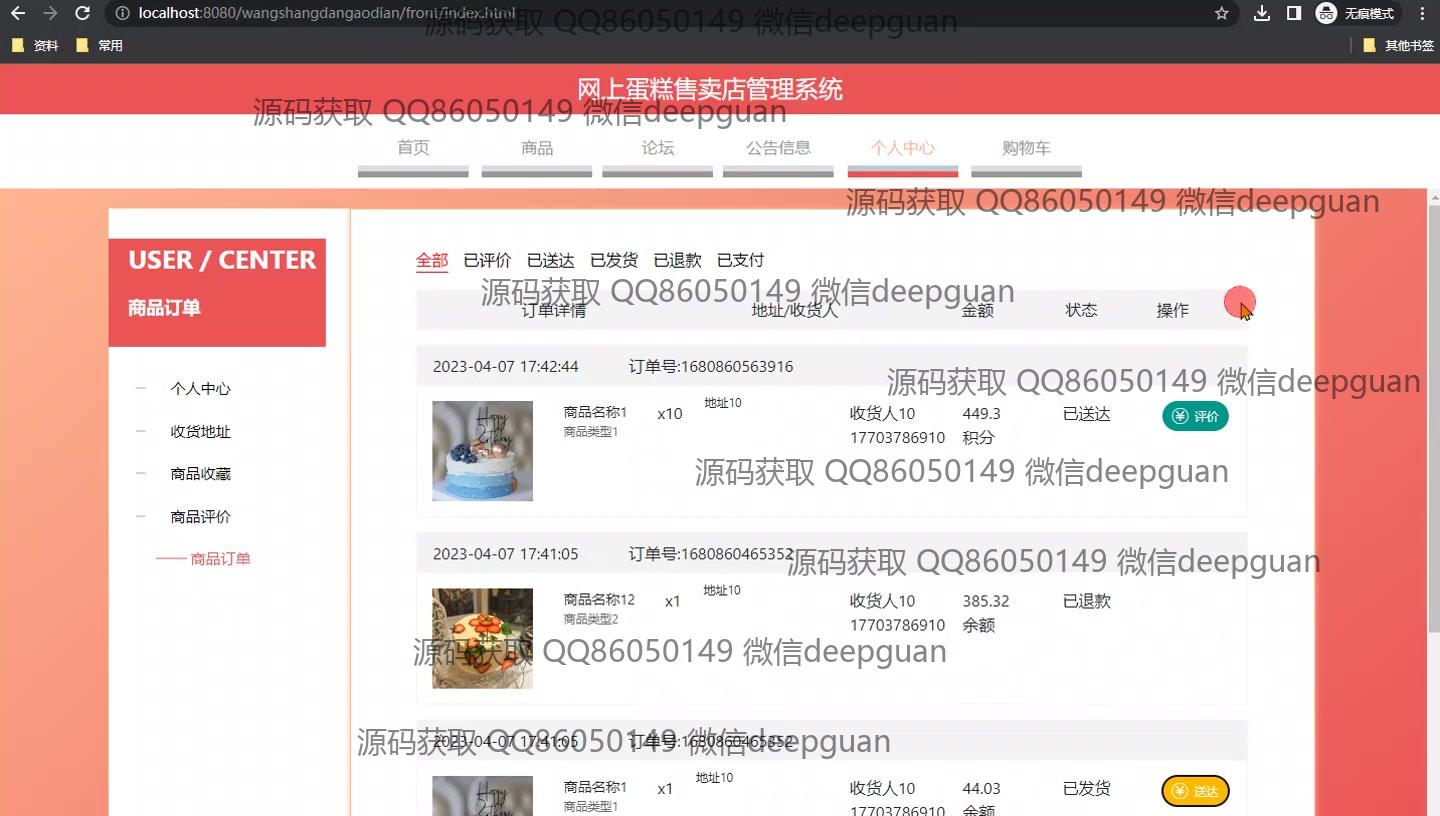 localhost:8080/wangshangdangaodian/front/index.html
无痕模式
资料
常用
其他书签
源码获取 QQ86050149 微信deepguan
网上蛋糕售卖店管理系统
源码获取 QQ86050149 微信deepguan
首页 商品 论坛 公告信息 个人中心 购物车
源码获取 QQ86050149 微信deepguan
USER / CENTER
商品订单
个人中心
收货地址
商品收藏
商品评价
商品订单
全部 已评价 已送达 已发货 已退款 已支付
源码获取 QQ86050149 微信deepguan
订单详情 地址/收货人 金额 状态 操作
2023-04-07 17:42:44 订单号:1680860563916
源码获取 QQ86050149 微信deepguan
商品名称1 x10 地址10 收货人10 449.3 已送达 评价
商品类型1 17703786910 积分
源码获取 QQ86050149 微信deepguan
2023-04-07 17:41:05 订单号:1680860465352
源码获取 QQ86050149 微信deepguan
商品名称12 x1 地址10 收货人10 385.32 已退款
商品类型2 17703786910 余额
源码获取 QQ86050149 微信deepguan
2023-04-07 17:41:05 订单号:1680860465352
源码获取 QQ86050149 微信deepguan
商品名称1 x1 地址10 收货人10 44.03 已发货 送达
商品类型1 17703786910 余额